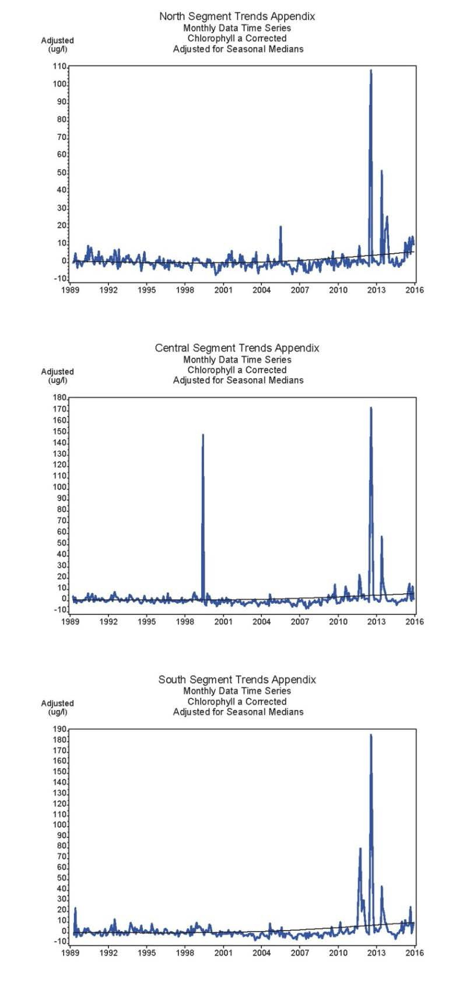 North Segment Trends Appendix
Monthly Data Time Series
Chlorophyll a Corrected
Adjusted for Seasonal Medians
Adjusted
(ug/l)
110
100
90
80
70
60
50
40
30
20
10
0
-10
1989 1992 1995 1998 2001 2004 2007 2010 2013 2016
Central Segment Trends Appendix
Monthly Data Time Series
Chlorophyll a Corrected
Adjusted for Seasonal Medians
Adjusted
(ug/l)
180
170
160
150
140
130
120
110
100
90
80
70
60
50
40
30
20
10
0
-10
1989 1992 1995 1998 2001 2004 2007 2010 2013 2016
South Segment Trends Appendix
Monthly Data Time Series
Chlorophyll a Corrected
Adjusted for Seasonal Medians
Adjusted
(ug/l)
190
180
170
160
150
140
130
120
110
100
90
80
70
60
50
40
30
20
10
0
-10
1989 1992 1995 1998 2001 2004 2007 2010 2013 2016